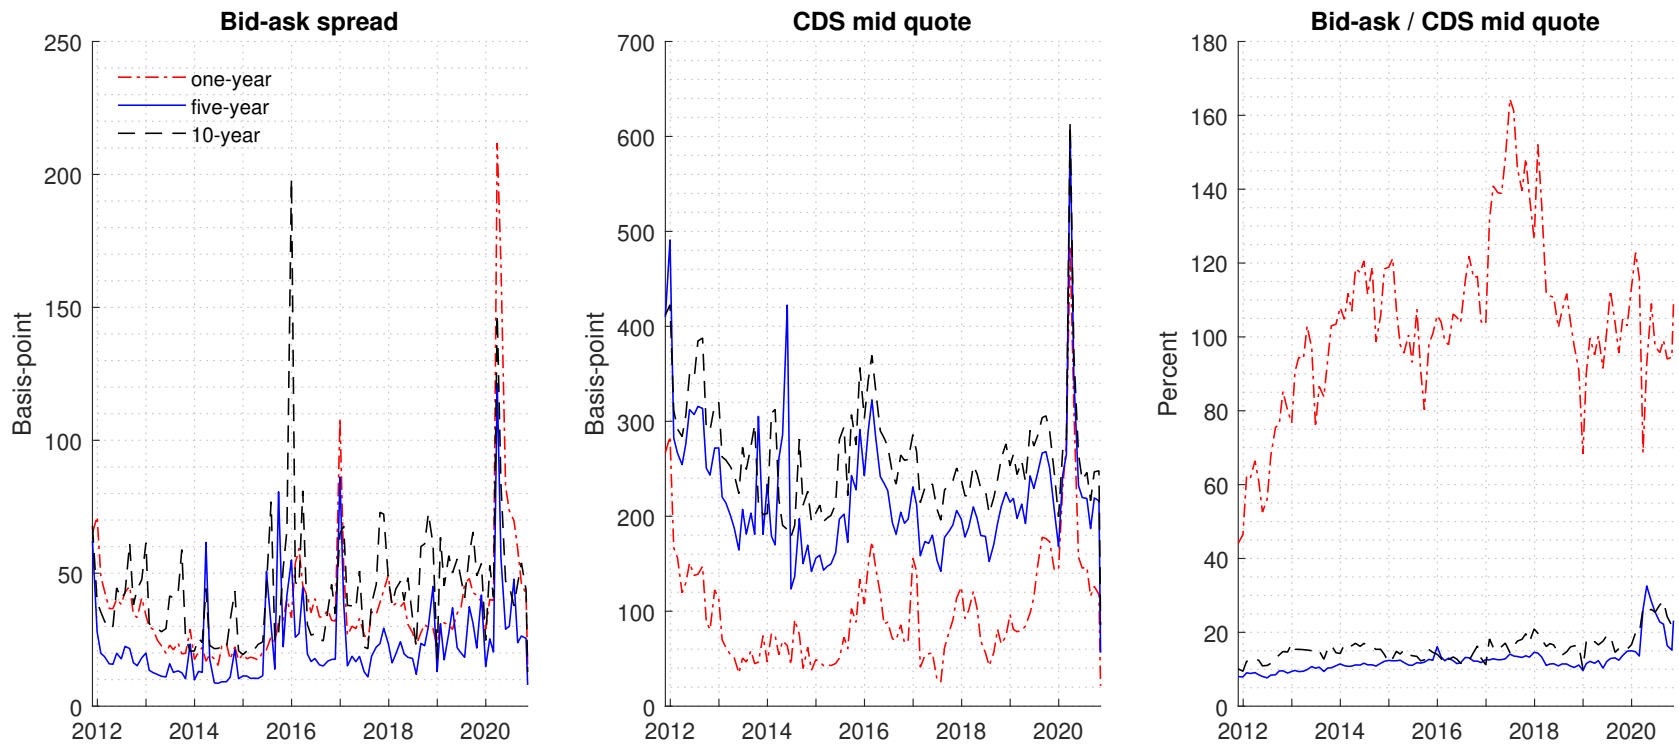 Bid-ask spread
250
200
150
100
50
0
Basis-point
one-year
five-year
10-year
2012 2014 2016 2018 2020
CDS mid quote
700
600
500
400
300
200
100
0
Basis-point
2012 2014 2016 2018 2020
Bid-ask / CDS mid quote
180
160
140
120
100
80
60
40
20
0
Percent
2012 2014 2016 2018 2020